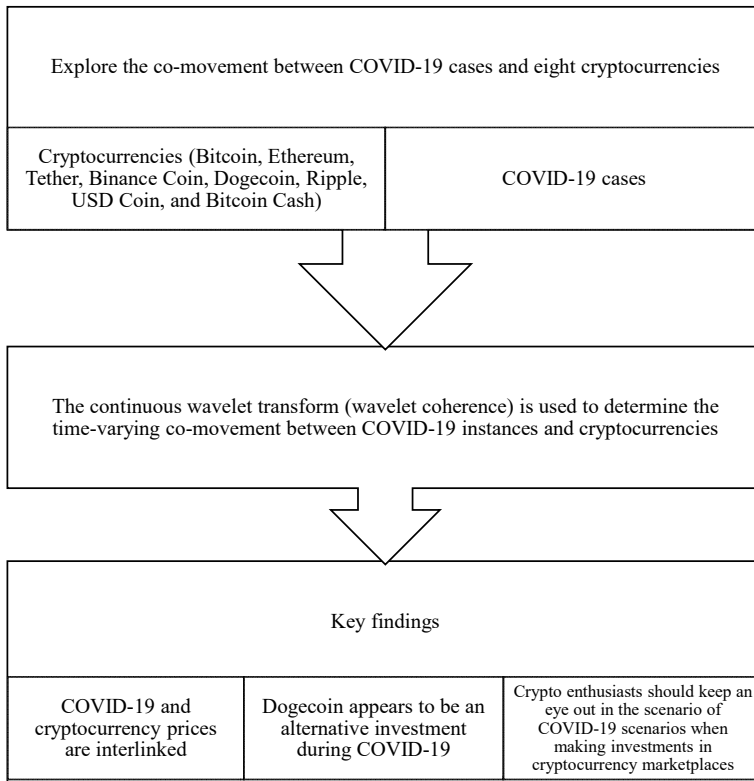 Explore the co-movement between COVID-19 cases and eight cryptocurrencies
Cryptocurrencies (Bitcoin, Ethereum,
Tether, Binance Coin, Dogecoin, Ripple,
USD Coin, and Bitcoin Cash)
COVID-19 cases
The continuous wavelet transform (wavelet coherence) is used to determine the
time-varying co-movement between COVID-19 instances and cryptocurrencies
Key findings
COVID-19 and
cryptocurrency prices
are interlinked
Dogecoin appears to be an
alternative investment
during COVID-19
Crypto enthusiasts should keep an
eye out in the scenario of
COVID-19 scenarios when
making investments in
cryptocurrency marketplaces